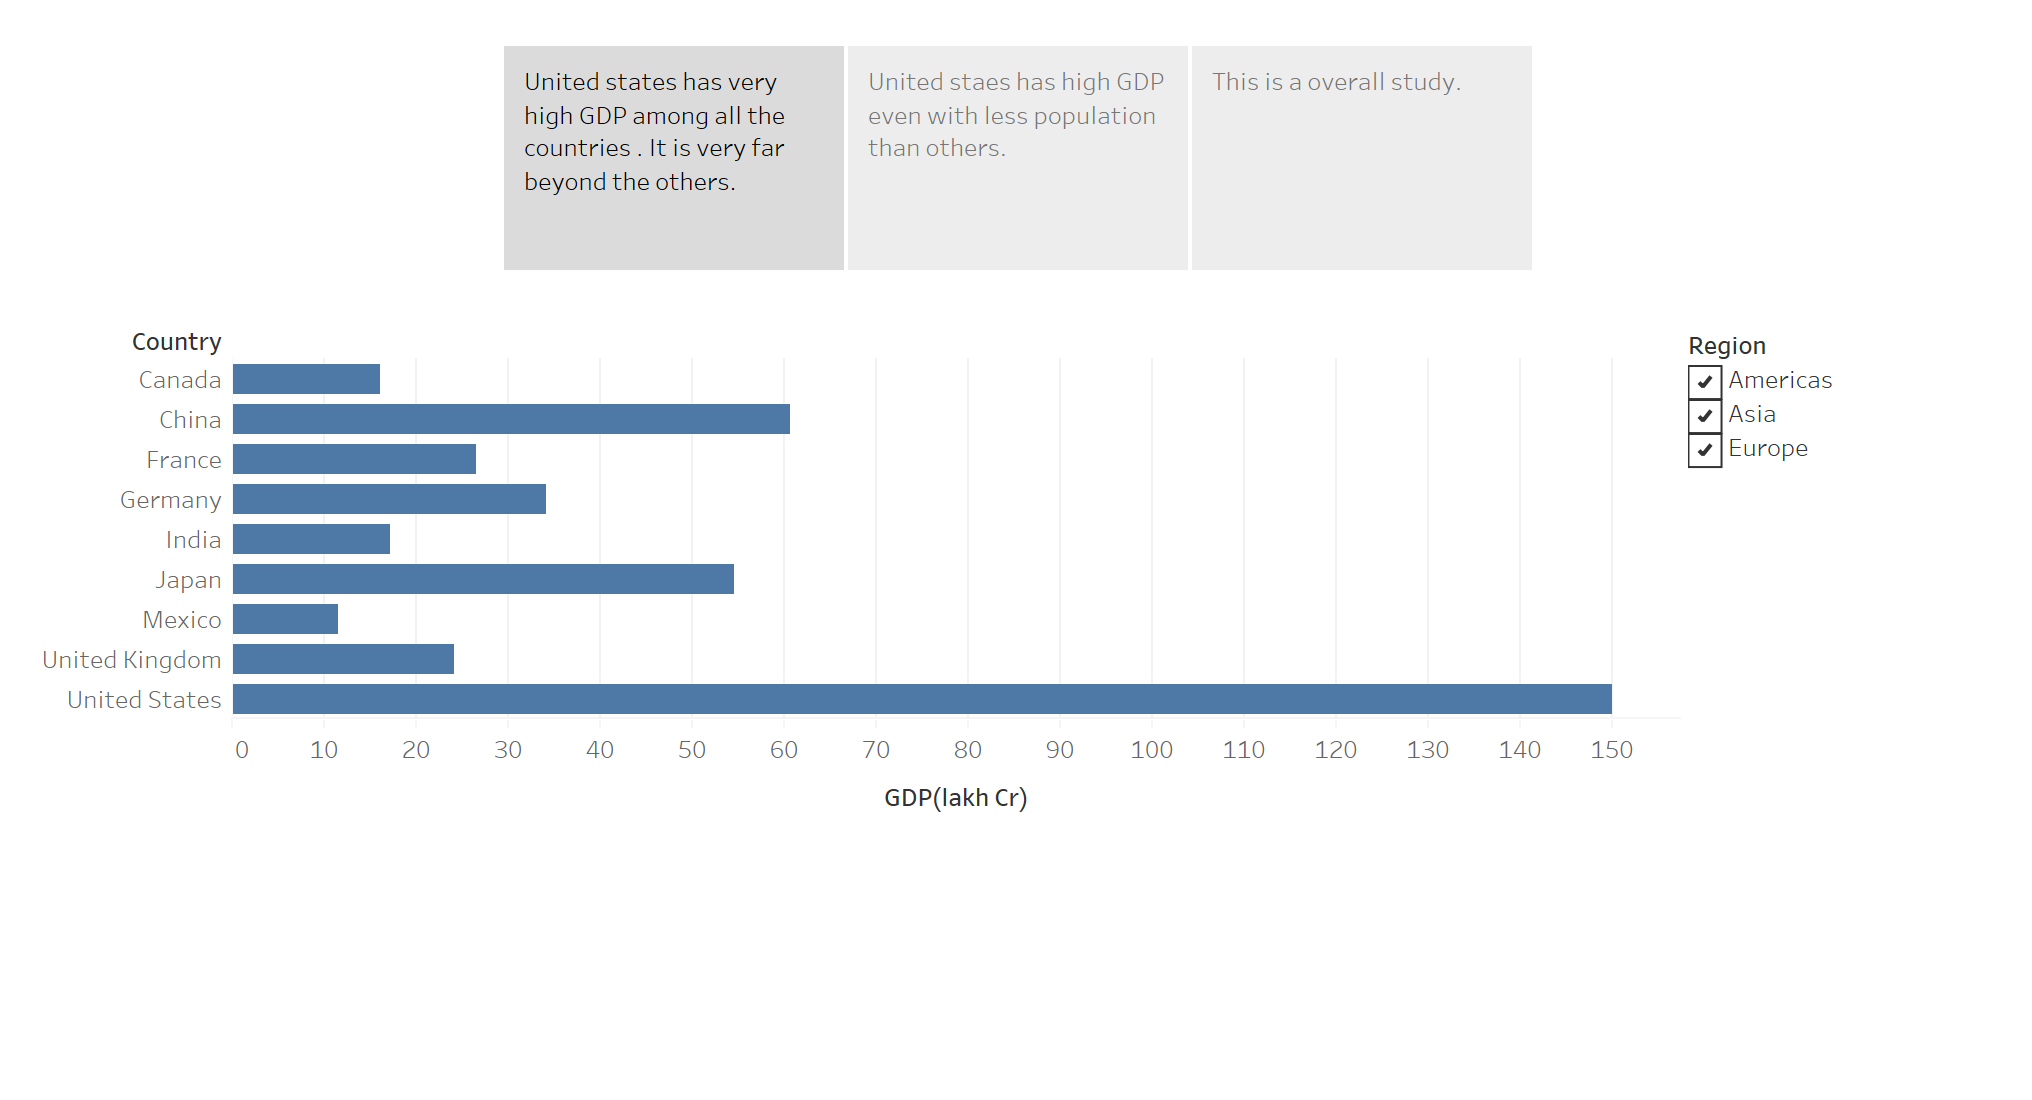 United states has very
high GDP among all the
countries . It is very far
beyond the others.
United staes has high GDP
even with less population
than others.
This is a overall study.
Country
Canada
China
France
Germany
India
Japan
Mexico
United Kingdom
United States
0 10 20 30 40 50 60 70 80 90 100 110 120 130 140 150
GDP(lakh Cr)
Region
Americas
Asia
Europe